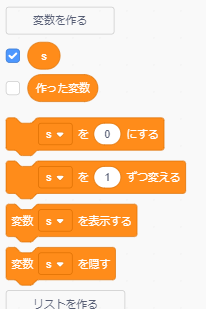 変数を作る
s
作った変数
s を 0 にする
s を 1 ずつ変える
変数 s を表示する
変数 s を隠す
リストを作る